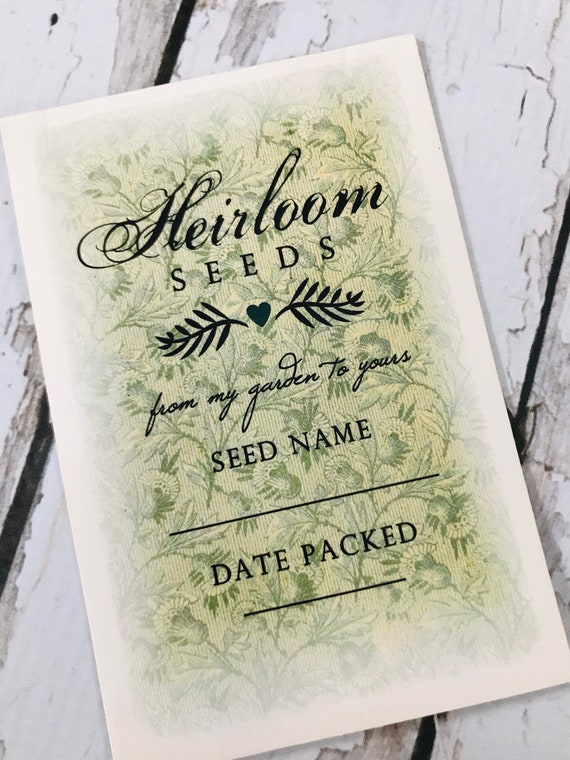 Heirloom
SEEDS
from my garden to yours
SEED NAME
DATE PACKED